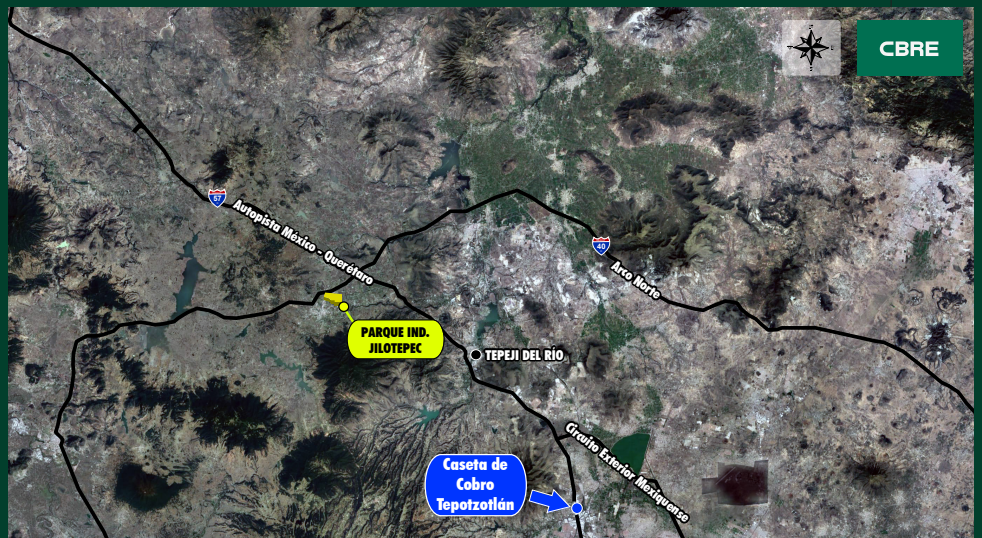 CBRE
57
Autopista México - Querétaro
40
Arco Norte
PARQUE IND.
JILOTEPEC
TEPEJI DEL RÍO
Circuito Exterior Mexiquense
Caseta de
Cobro
Tepotzotlán